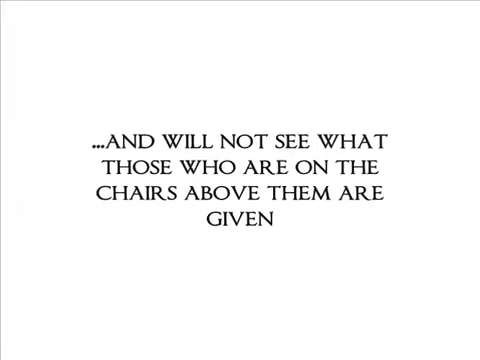 ...AND WILL NOT SEE WHAT
THOSE WHO ARE ON THE
CHAIRS ABOVE THEM ARE
GIVEN